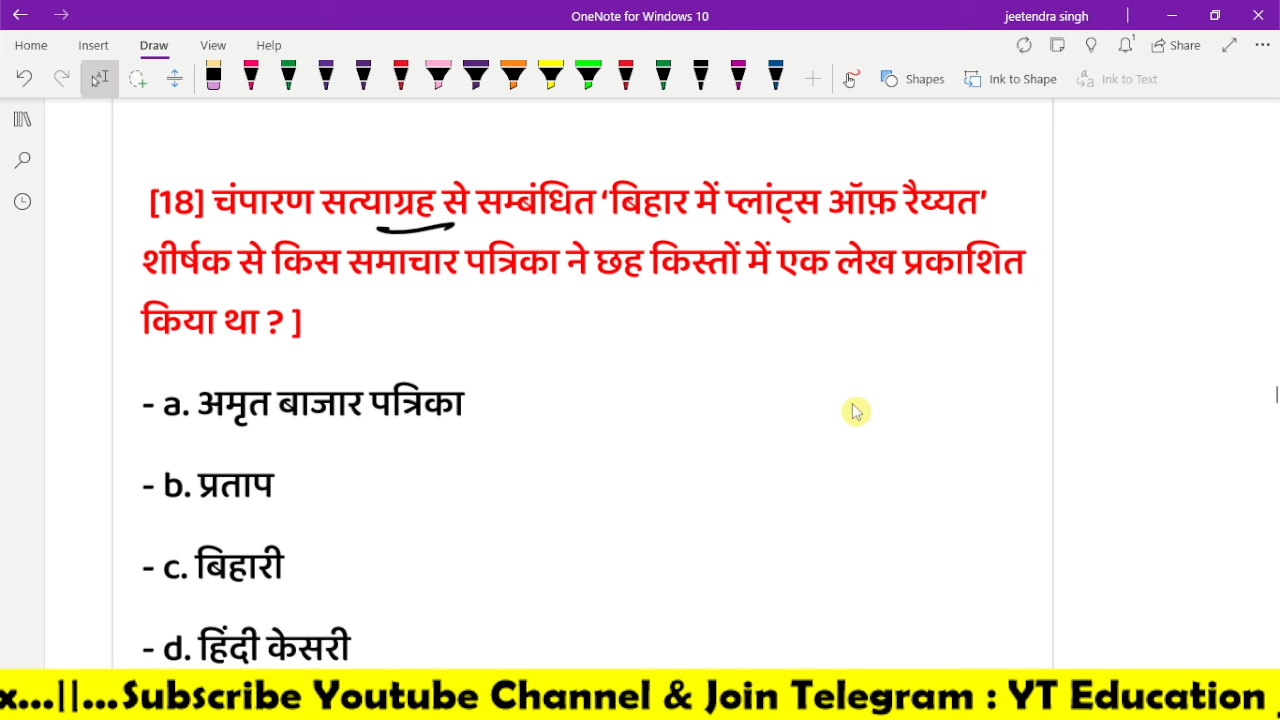 OneNote for Windows 10
jeetendra singh
Home Insert Draw View Help
Share
Shapes Ink to Shape Ink to Text
[18] चंपारण सत्याग्रह से सम्बंधित ‘बिहार में प्लांट्स ऑफ़ रैय्यत’
शीर्षक से किस समाचार पत्रिका ने छह किस्तों में एक लेख प्रकाशित
किया था ? ]
- a. अमृत बाजार पत्रिका
- b. प्रताप
- c. बिहारी
- d. हिंदी केसरी
x...||...Subscribe Youtube Channel & Join Telegram : YT Education